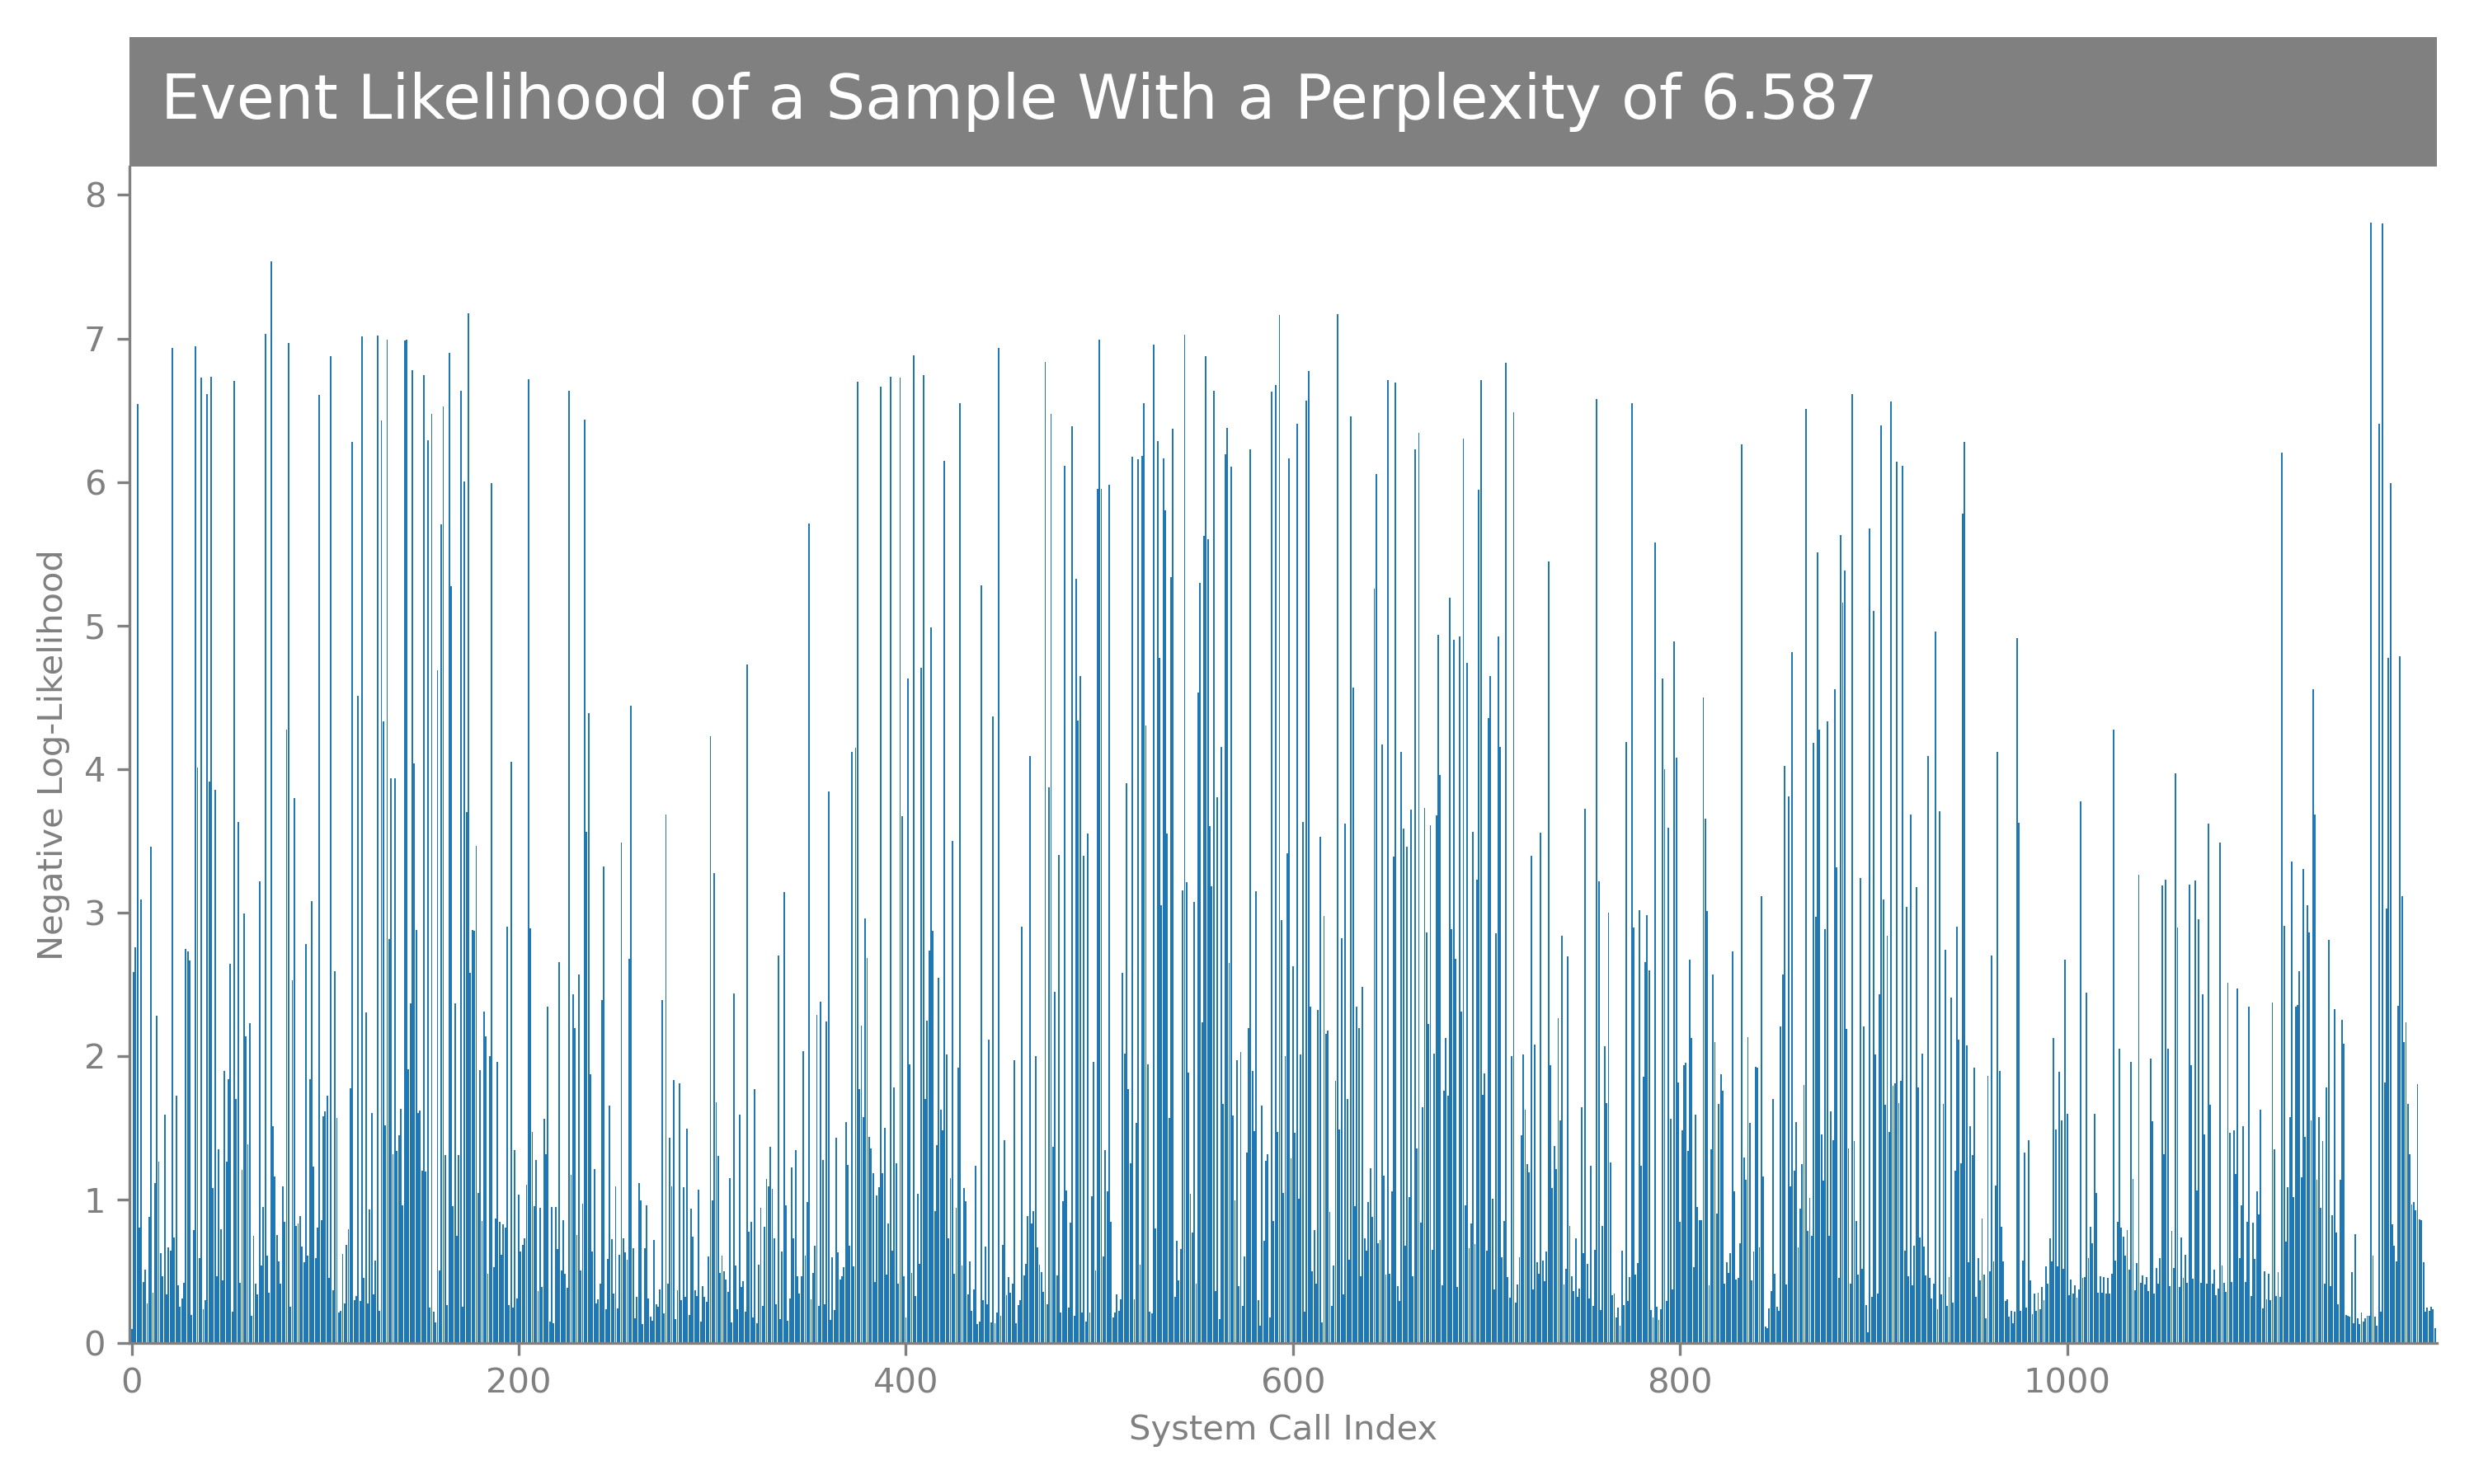 Event Likelihood of a Sample With a Perplexity of 6.587
8
7
6
5
4
3
2
1
0
Negative Log-Likelihood
0 200 400 600 800 1000
System Call Index